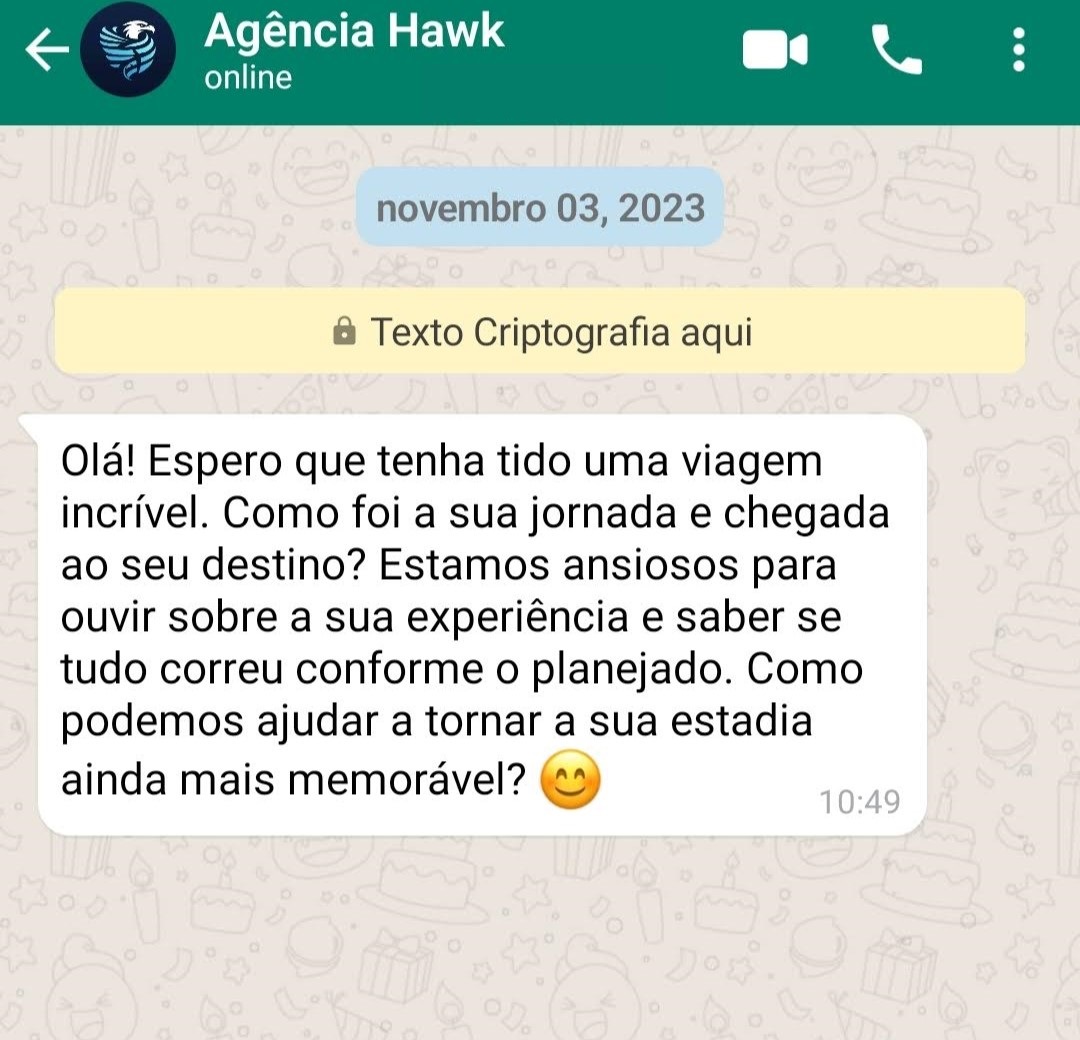 Agência Hawk
online
novembro 03, 2023
Texto Criptografia aqui
Olá! Espero que tenha tido uma viagem
incrível. Como foi a sua jornada e chegada
ao seu destino? Estamos ansiosos para
ouvir sobre a sua experiência e saber se
tudo correu conforme o planejado. Como
podemos ajudar a tornar a sua estadia
ainda mais memorável? 😊
10:49